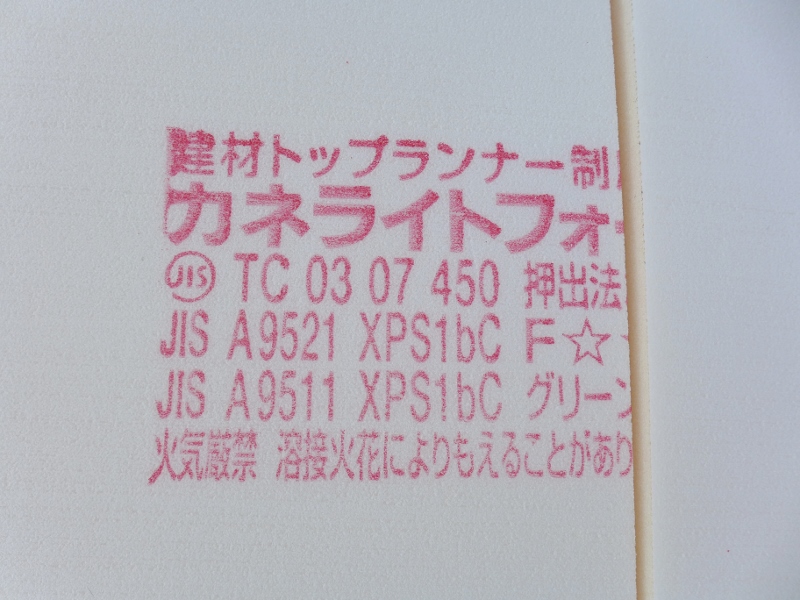 建材トップランナー制
カネライトフォー
JIS TC 03 07 450 押出法
JIS A9521 XPS1bC F☆
JIS A9511 XPS1bC グリーン
火気厳禁 溶接火花によりもえることがあり